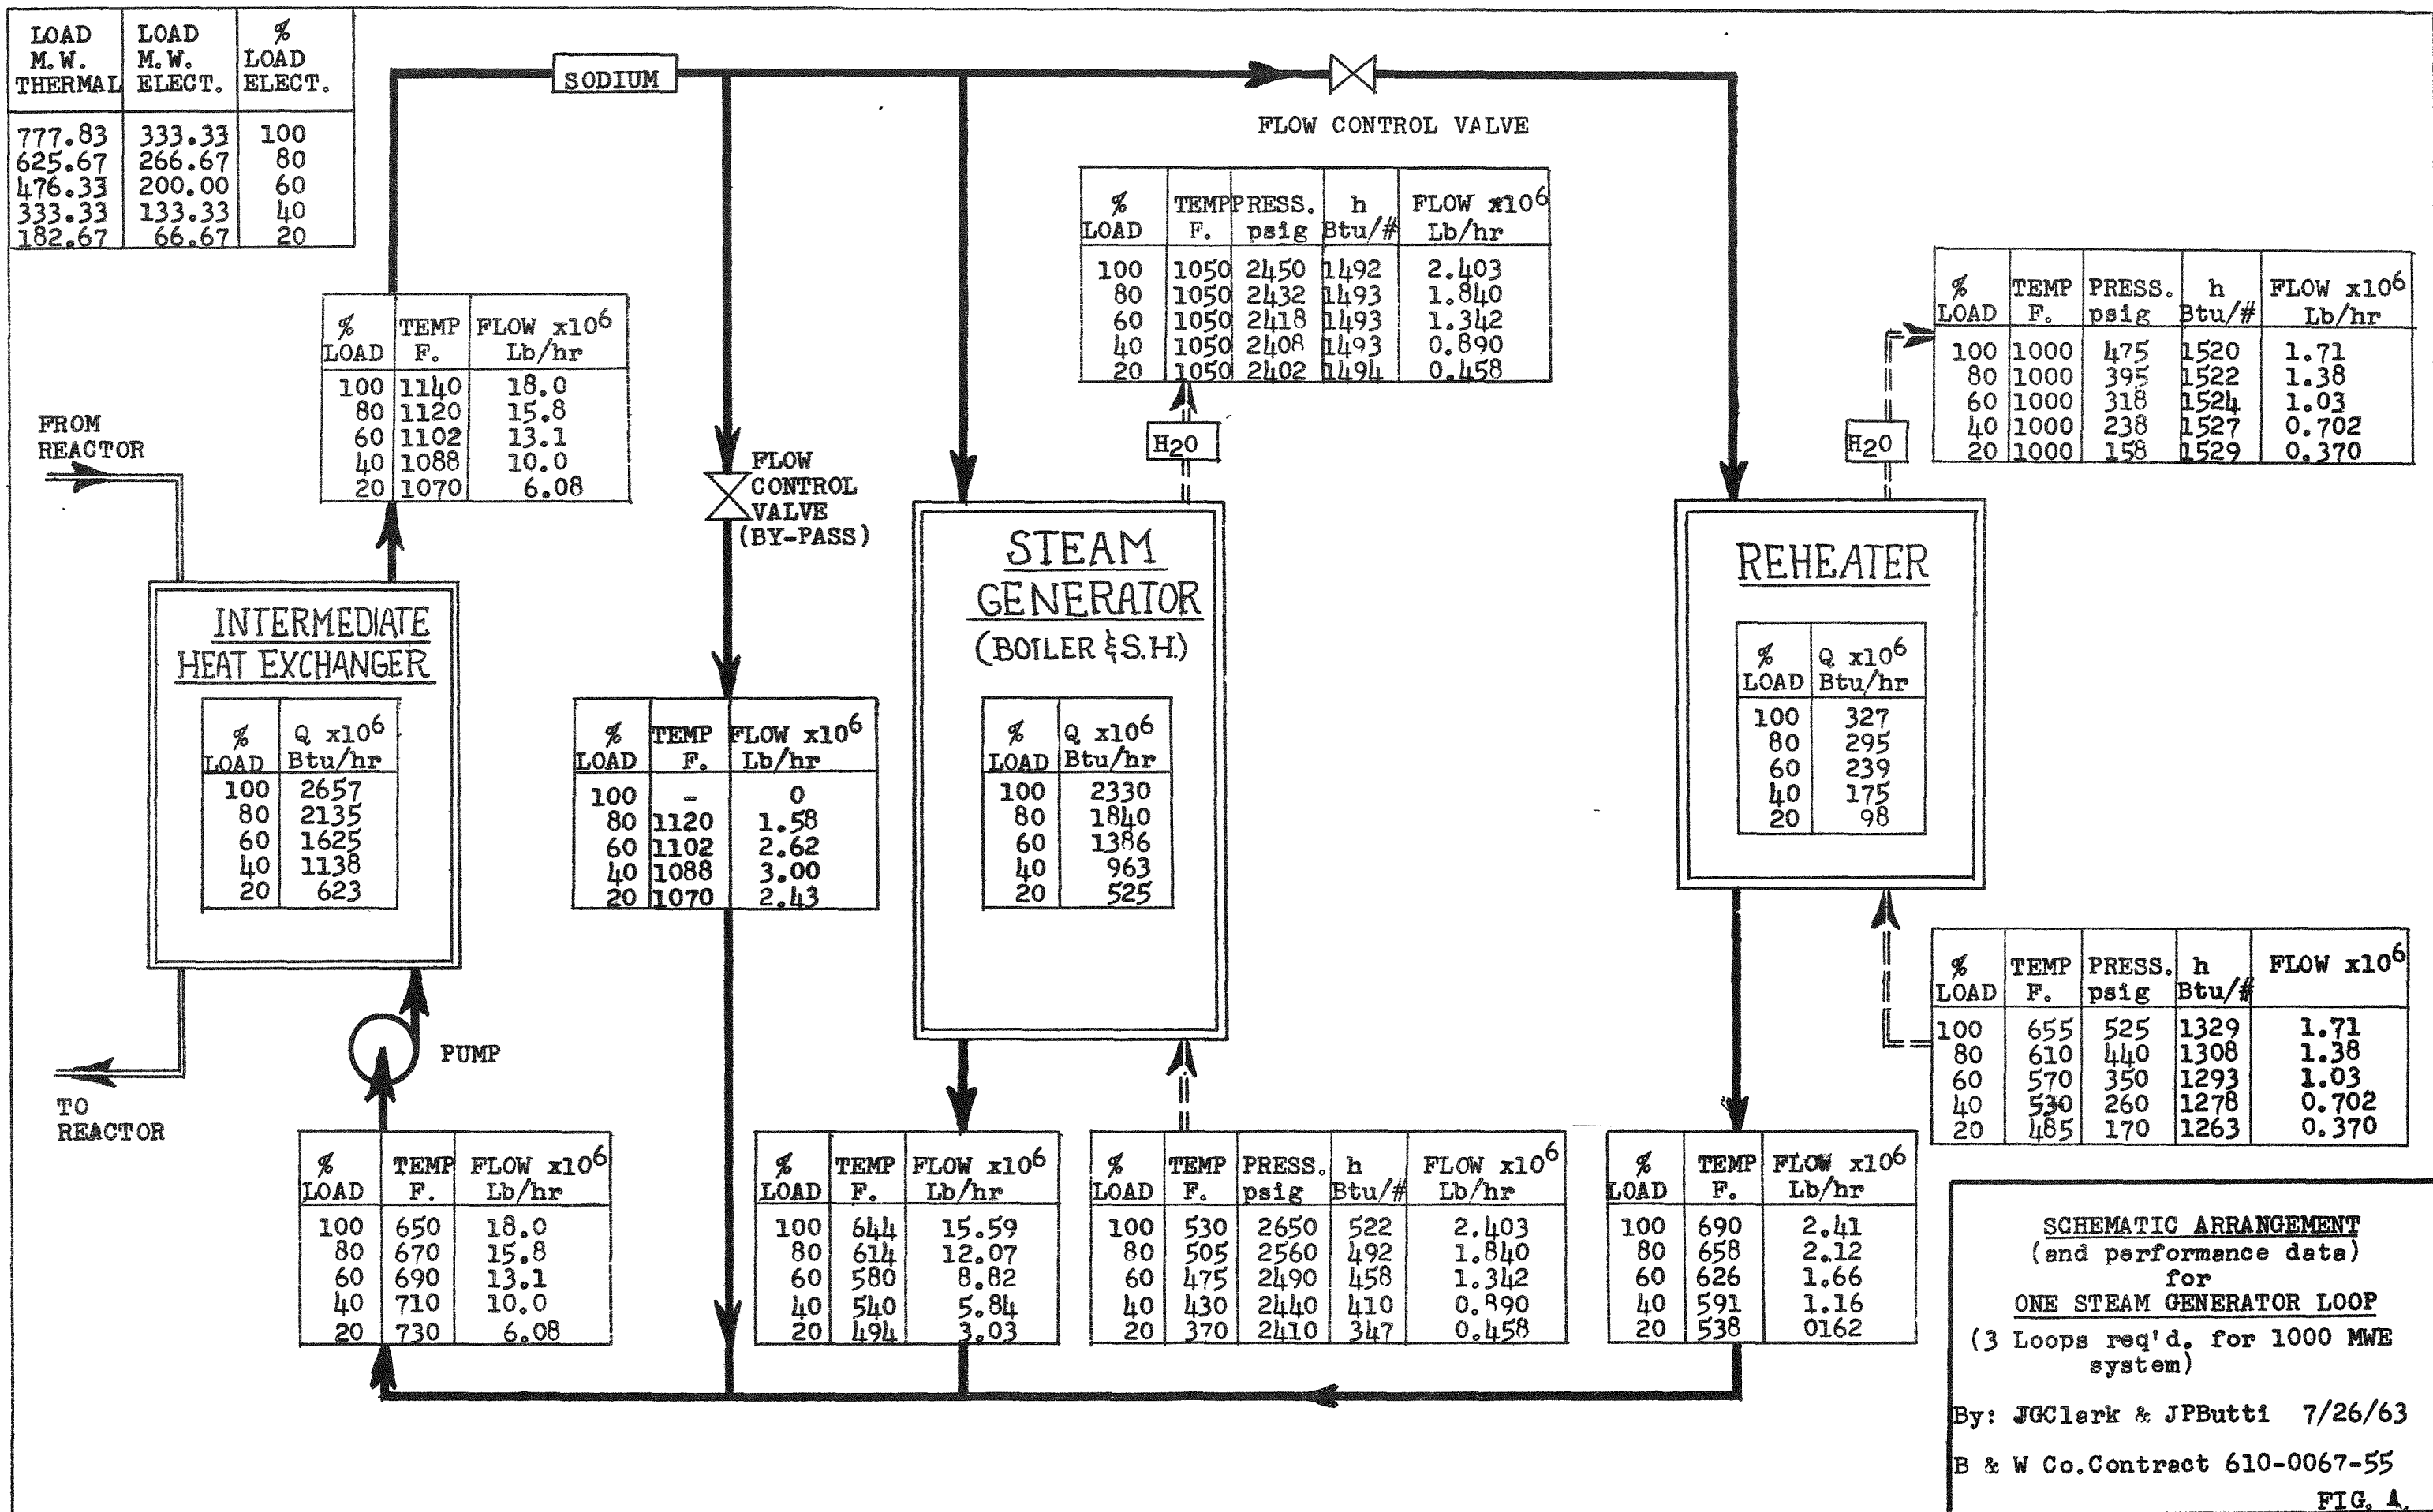 LOAD M.W. THERMAL | LOAD M.W. ELECT. | % LOAD ELECT.
777.83 333.33 100
625.67 266.67 80
476.33 200.00 60
333.33 133.33 40
182.67 66.67 20
SODIUM
FLOW CONTROL VALVE
% LOAD | TEMP F. | PRESS. psig | h Btu/# | FLOW x10⁶ Lb/hr
100 1050 2450 1492 2.403
80 1050 2432 1493 1.840
60 1050 2418 1493 1.342
40 1050 2408 1493 0.890
20 1050 2402 1494 0.458
% LOAD | TEMP F. | PRESS. psig | h Btu/# | FLOW x10⁶ Lb/hr
100 1000 475 1520 1.71
80 1000 395 1522 1.38
60 1000 318 1524 1.03
40 1000 238 1527 0.702
20 1000 158 1529 0.370
% LOAD | TEMP F. | FLOW x10⁶ Lb/hr
100 1140 18.0
80 1120 15.8
60 1102 13.1
40 1088 10.0
20 1070 6.08
FROM
REACTOR
FLOW
CONTROL
VALVE
(BY-PASS)
H2O
H2O
INTERMEDIATE
HEAT EXCHANGER
% LOAD | Q x10⁶ Btu/hr
100 2657
80 2135
60 1625
40 1138
20 623
% LOAD | TEMP F. | FLOW x10⁶ Lb/hr
100 - 0
80 1120 1.58
60 1102 2.62
40 1088 3.00
20 1070 2.43
STEAM
GENERATOR
(BOILER & S.H.)
% LOAD | Q x10⁶ Btu/hr
100 2330
80 1840
60 1386
40 963
20 525
REHEATER
% LOAD | Q x10⁶ Btu/hr
100 327
80 295
60 239
40 175
20 98
% LOAD | TEMP F. | PRESS. psig | h Btu/# | FLOW x10⁶
100 655 525 1329 1.71
80 610 440 1308 1.38
60 570 350 1293 1.03
40 530 260 1278 0.702
20 485 170 1263 0.370
PUMP
TO
REACTOR
% LOAD | TEMP F. | FLOW x10⁶ Lb/hr
100 650 18.0
80 670 15.8
60 690 13.1
40 710 10.0
20 730 6.08
% LOAD | TEMP F. | FLOW x10⁶ Lb/hr
100 644 15.59
80 614 12.07
60 580 8.82
40 540 5.84
20 494 3.03
% LOAD | TEMP F. | PRESS. psig | h Btu/# | FLOW x10⁶ Lb/hr
100 530 2650 522 2.403
80 505 2560 492 1.840
60 475 2490 458 1.342
40 430 2440 410 0.890
20 370 2410 347 0.458
% LOAD | TEMP F. | FLOW x10⁶ Lb/hr
100 690 2.41
80 658 2.12
60 626 1.66
40 591 1.16
20 538 0162
SCHEMATIC ARRANGEMENT
(and performance data)
for
ONE STEAM GENERATOR LOOP
(3 Loops req'd. for 1000 MWE
system)
By: JGClark & JPButti 7/26/63
B & W Co.Contract 610-0067-55
FIG. A.